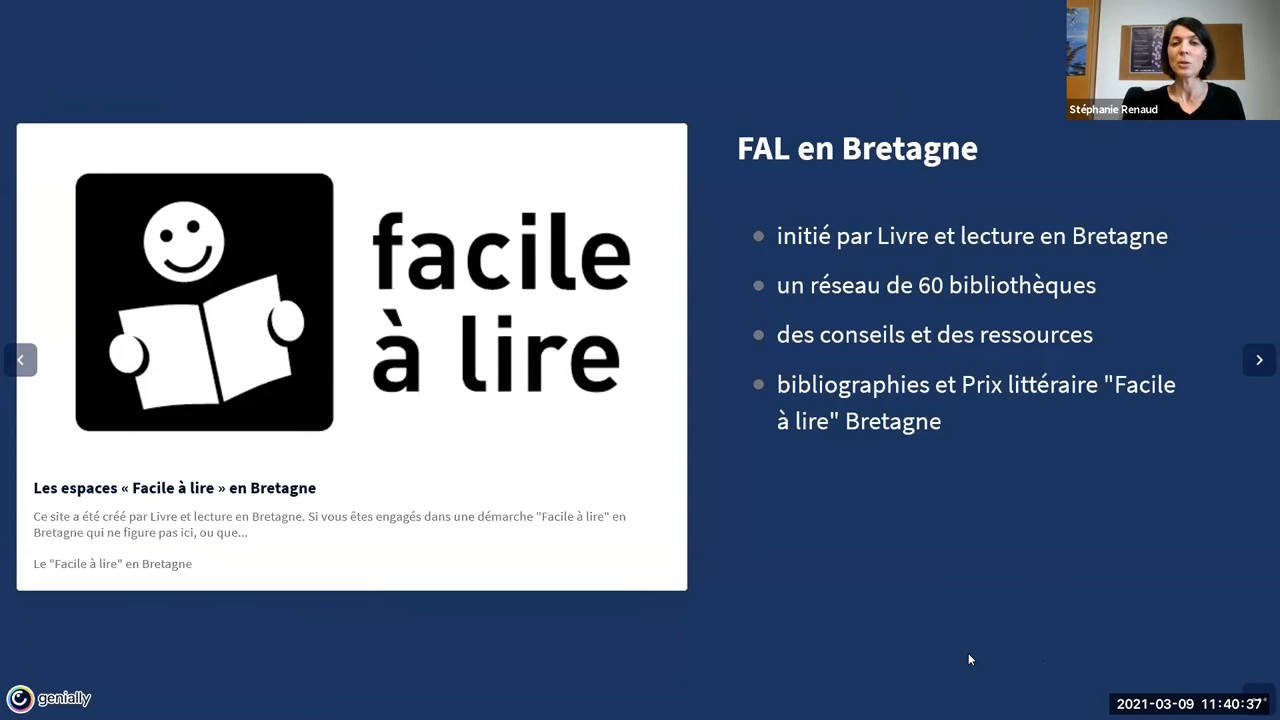 Stéphanie Renaud
FAL en Bretagne
facile
à lire
initié par Livre et lecture en Bretagne
un réseau de 60 bibliothèques
des conseils et des ressources
bibliographies et Prix littéraire "Facile
à lire" Bretagne
Les espaces « Facile à lire » en Bretagne
Ce site a été créé par Livre et lecture en Bretagne. Si vous êtes engagés dans une démarche "Facile à lire" en
Bretagne qui ne figure pas ici, ou que...
Le "Facile à lire" en Bretagne
genially
2021-03-09 11:40:37